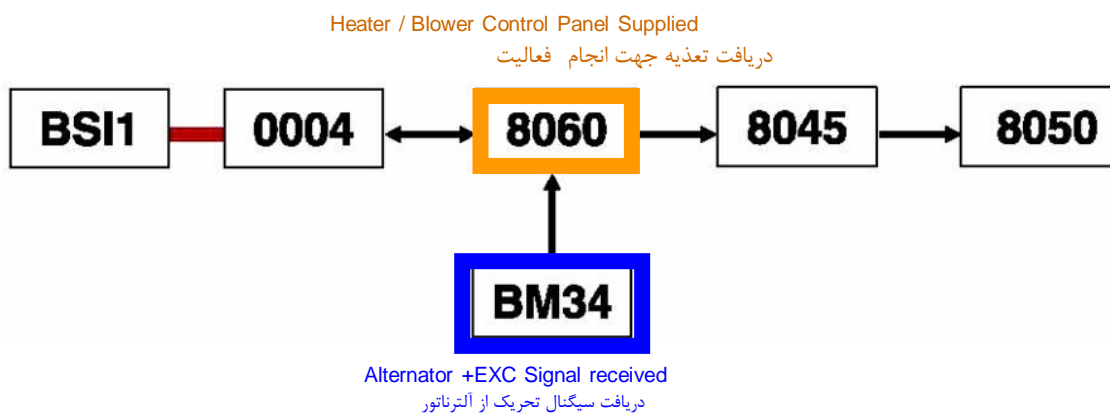 Heater / Blower Control Panel Supplied
دریافت تعذیه جهت انجام فعالیت
BSI1 0004 8060 8045 8050
BM34
Alternator +EXC Signal received
دریافت سیگنال تحریک از آلترناتور